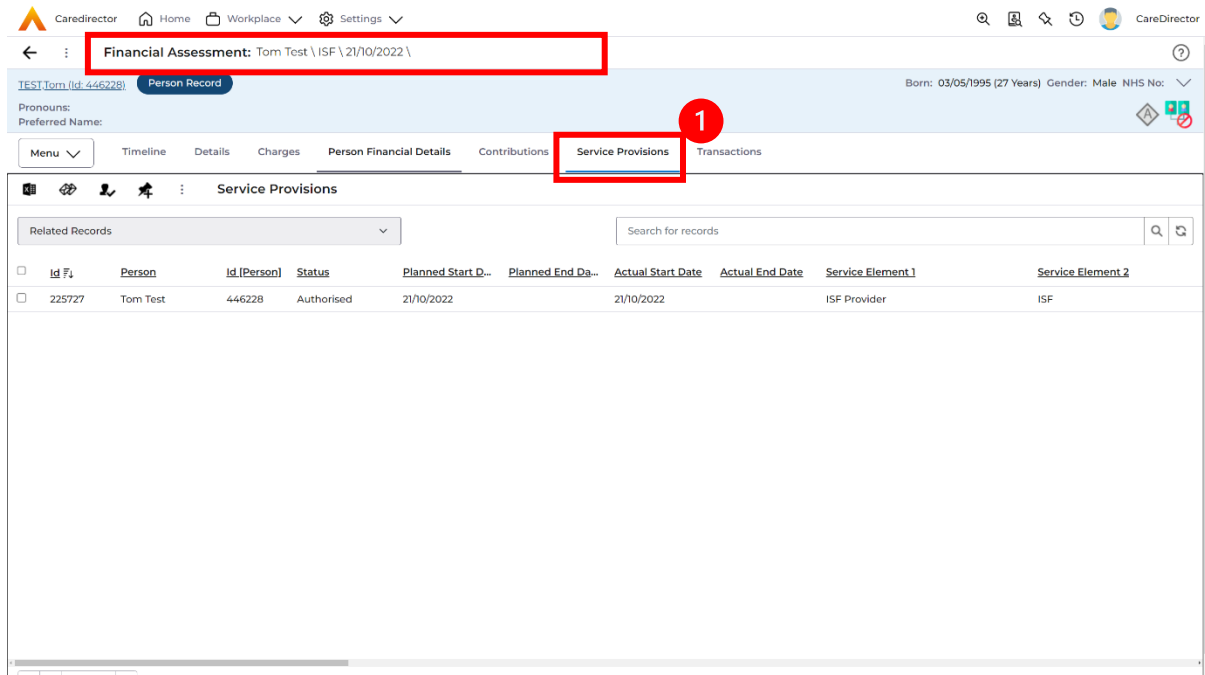 Caredirector Home Workplace Settings CareDirector
Financial Assessment: Tom Test \ ISF \ 21/10/2022 \
TEST,Tom (Id: 446228) Person Record Born: 03/05/1995 (27 Years) Gender: Male NHS No:
Pronouns:
Preferred Name:
A
1
Menu Timeline Details Charges Person Financial Details Contributions Service Provisions Transactions
Service Provisions
Related Records Search for records
Id Person Id [Person] Status Planned Start D... Planned End Da... Actual Start Date Actual End Date Service Element 1 Service Element 2
225727 Tom Test 446228 Authorised 21/10/2022 21/10/2022 ISF Provider ISF